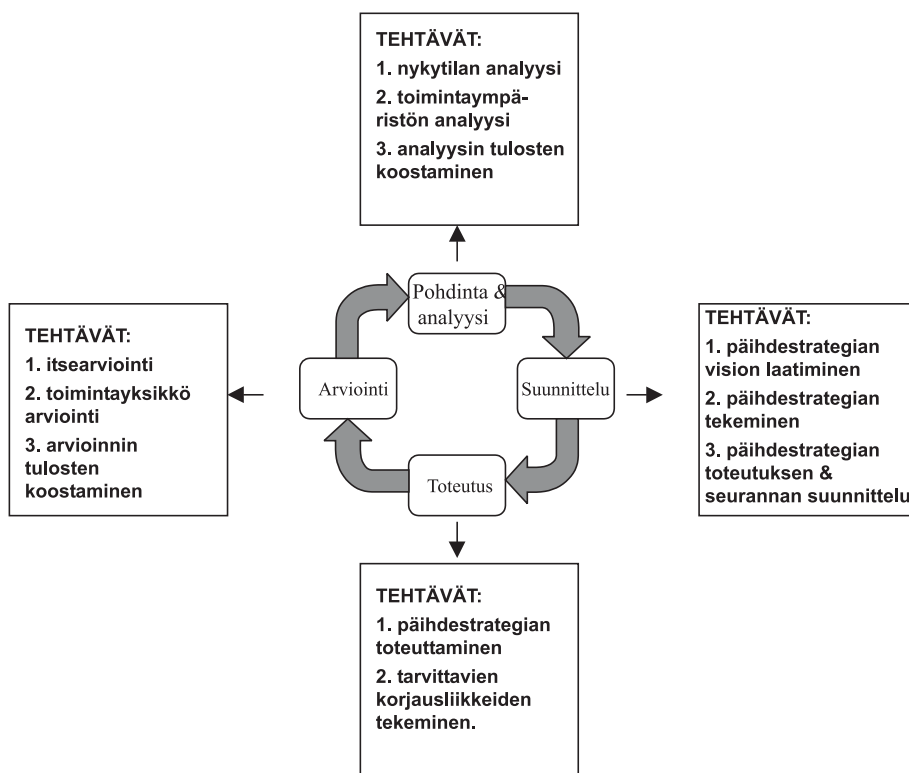 TEHTÄVÄT:
1. nykytilan analyysi
2. toimintaympä-
ristön analyysi
3. analyysin tulosten
koostaminen
Pohdinta &
analyysi
TEHTÄVÄT:
1. itsearviointi
2. toimintayksikkö
arviointi
3. arvioinnin
tulosten
koostaminen
Arviointi
Suunnittelu
TEHTÄVÄT:
1. päihdestrategian
vision laatiminen
2. päihdestrategian
tekeminen
3. päihdestrategian
toteutuksen &
seurannan suunnittelu
Toteutus
TEHTÄVÄT:
1. päihdestrategian
toteuttaminen
2. tarvittavien
korjausliikkeiden
tekeminen.